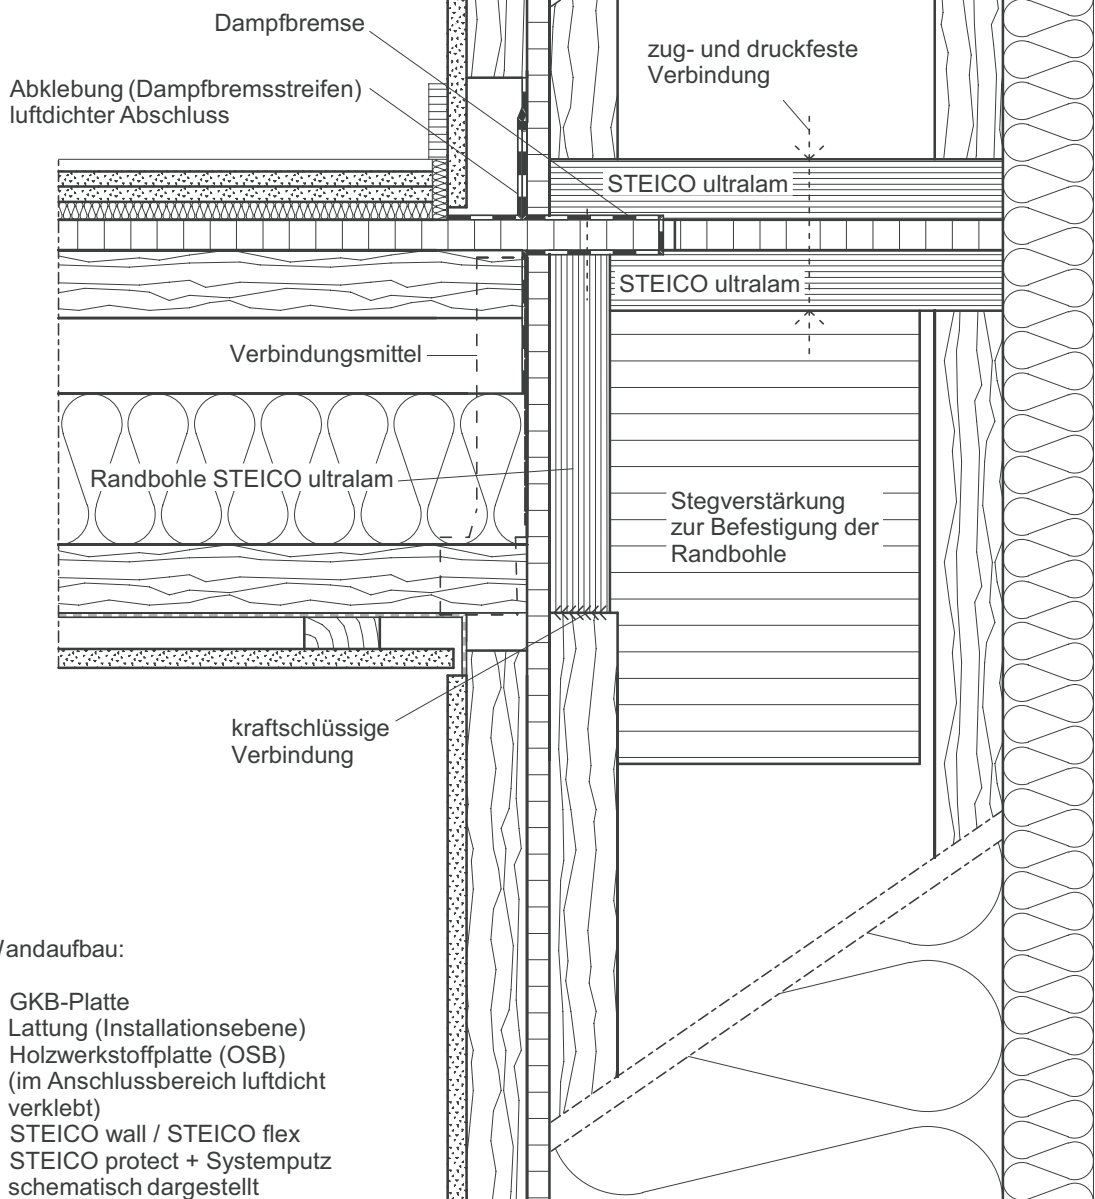 Dampfbremse
zug- und druckfeste
Verbindung
Abklebung (Dampfbremsstreifen)
luftdichter Abschluss
STEICO ultralam
STEICO ultralam
Verbindungsmittel
Randbohle STEICO ultralam
Stegverstärkung
zur Befestigung der
Randbohle
kraftschlüssige
Verbindung
Wandaufbau:
GKB-Platte
Lattung (Installationsebene)
Holzwerkstoffplatte (OSB)
(im Anschlussbereich luftdicht
verklebt)
STEICO wall / STEICO flex
STEICO protect + Systemputz
schematisch dargestellt